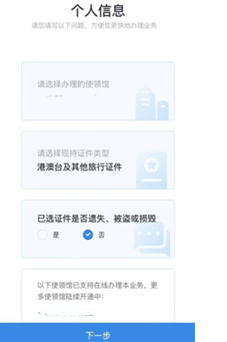 个人信息
请您填写以下问题，方便您更快地办理业务
请选择办理的使领馆
请选择现持证件类型
港澳台及其他旅行证件
已选证件是否遗失、被盗或损毁
是 否
以下使领馆已支持在线办理本业务，更
多使领馆陆续开通中：
下一步